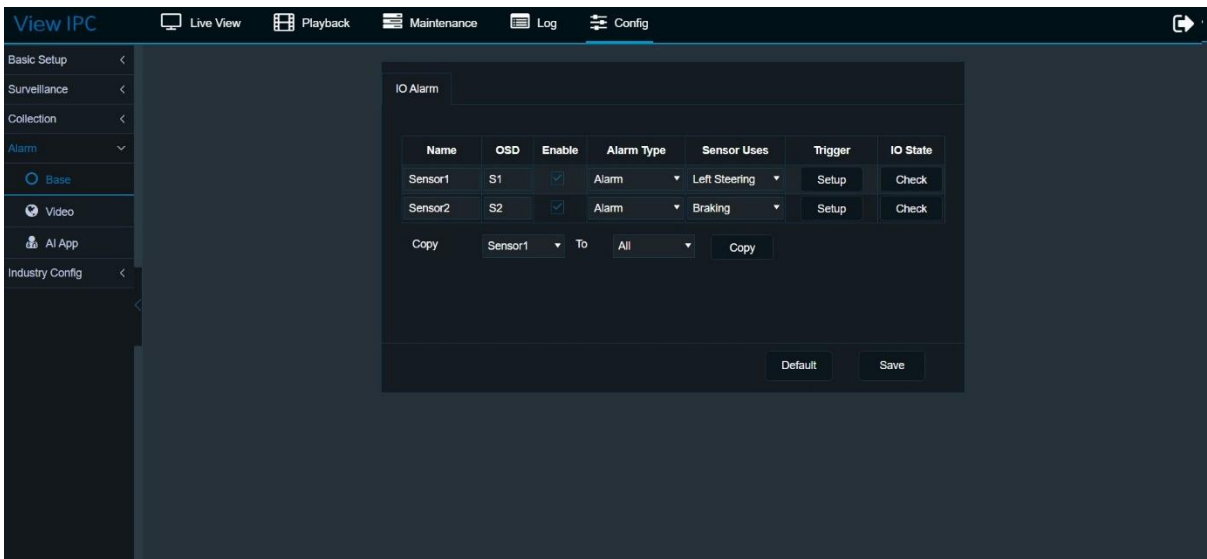 View IPC Live View Playback Maintenance Log Config
Basic Setup
Surveillance
Collection
Alarm
Base
Video
AI App
Industry Config
IO Alarm
Name OSD Enable Alarm Type Sensor Uses Trigger IO State
Sensor1 S1 Alarm Left Steering Setup Check
Sensor2 S2 Alarm Braking Setup Check
Copy Sensor1 To All Copy
Default Save